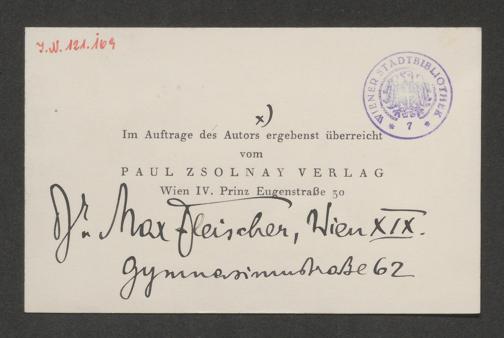 J.N. 121.169
WIENER STADTBIBLIOTHEK
* 7 *
x)
Im Auftrage des Autors ergebenst überreicht
vom
PAUL ZSOLNAY VERLAG
Wien IV. Prinz Eugenstraße 30
Dr. Max Fleischer, Wien XIX.
Gymnasiumstraße 62